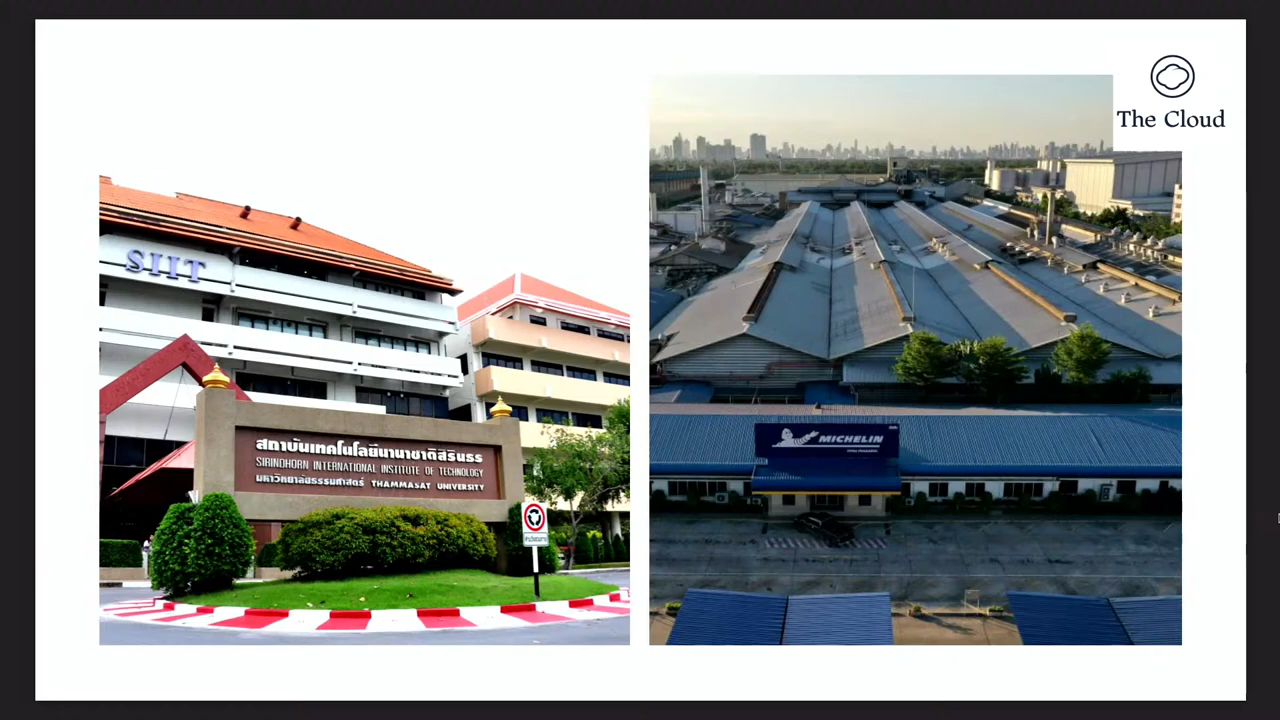 The Cloud
SIIT
สถาบันเทคโนโลยีนานาชาติสิรินธร
SIRINDHORN INTERNATIONAL INSTITUTE OF TECHNOLOGY
มหาวิทยาลัยธรรมศาสตร์ THAMMASAT UNIVERSITY
MICHELIN